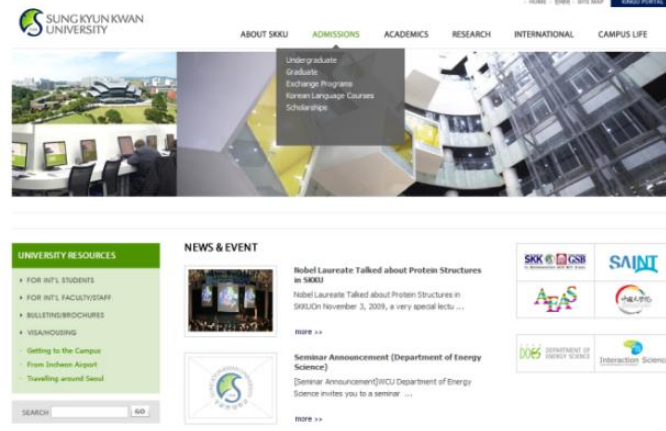 HOME SITE MAP KINGO PORTAL
SUNG KYUN KWAN
UNIVERSITY
ABOUT SKKU ADMISSIONS ACADEMICS RESEARCH INTERNATIONAL CAMPUS LIFE
Undergraduate
Graduate
Exchange Programs
Korean Language Courses
Scholarships
UNIVERSITY RESOURCES
FOR INT'L STUDENTS
FOR INT'L FACULTY/STAFF
BULLETINS/BROCHURES
VISA/HOUSING
Getting to the Campus
From Incheon Airport
Travelling around Seoul
SEARCH GO
NEWS & EVENT
Nobel Laureate Talked about Protein Structures
in SKKU
Nobel Laureate Talked about Protein Structures in
SKKUOn November 3, 2009, a very special lectu ...
more >>
Seminar Announcement (Department of Energy
Science)
[Seminar Announcement]WCU Department of Energy
Science invites you to a seminar ...
more >>
SKK GSB
SAINT
DOES DEPARTMENT OF
ENERGY SCIENCE
Interaction Science